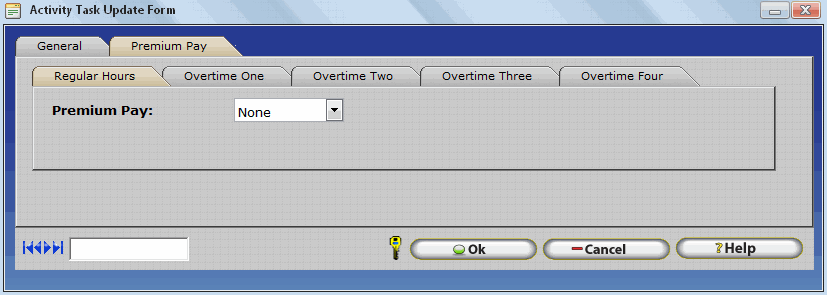 Activity Task Update Form
General Premium Pay
Regular Hours Overtime One Overtime Two Overtime Three Overtime Four
Premium Pay: None
Ok Cancel ?Help